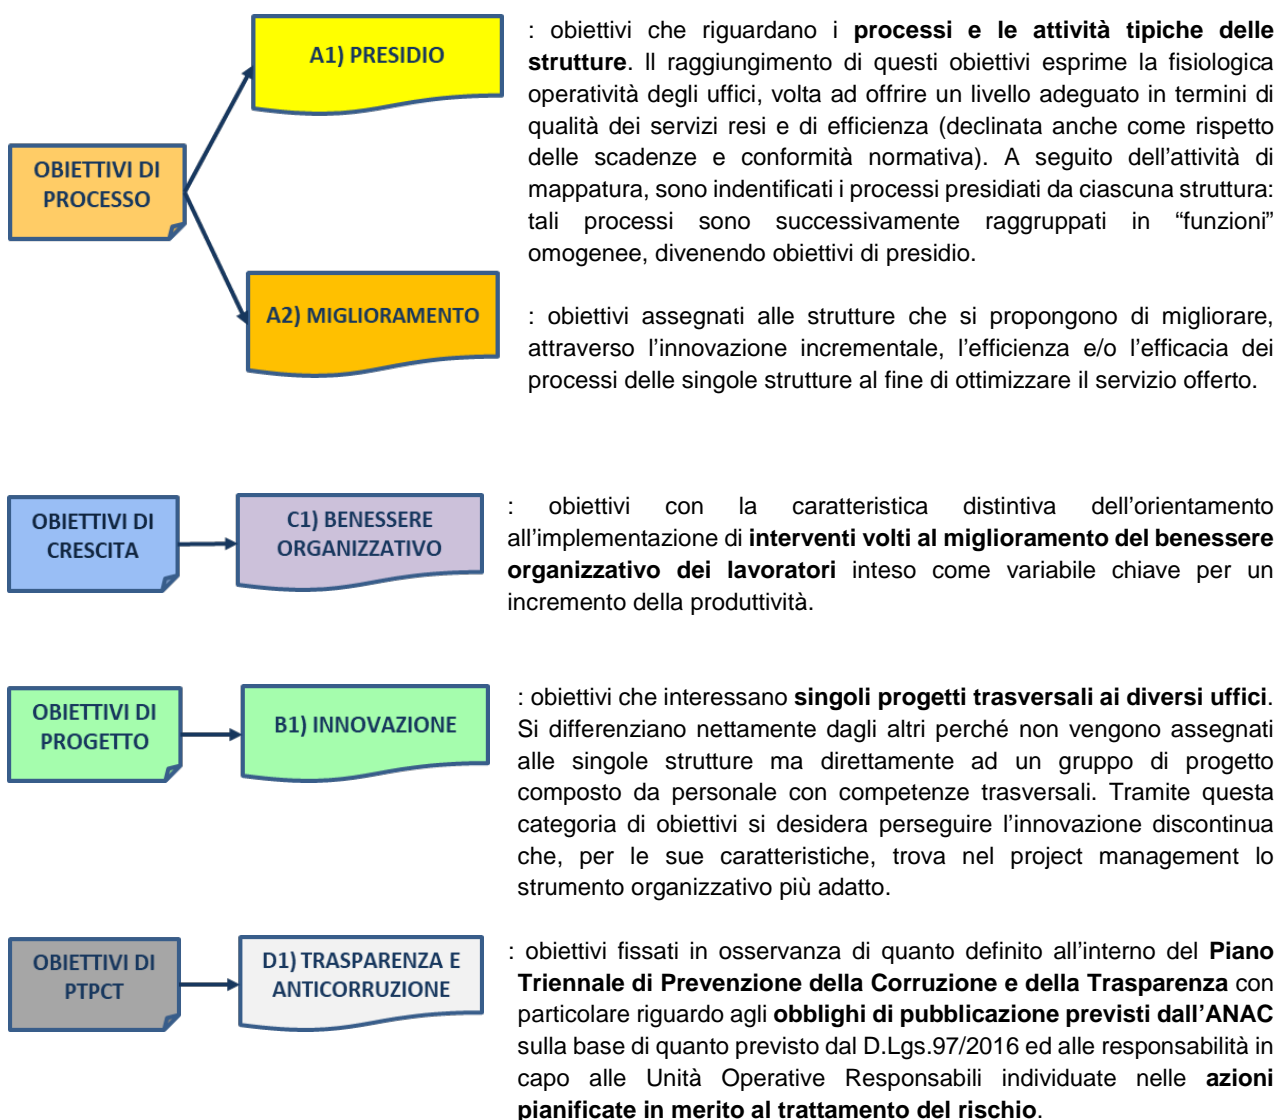 A1) PRESIDIO
: obiettivi che riguardano i processi e le attività tipiche delle
strutture. Il raggiungimento di questi obiettivi esprime la fisiologica
operatività degli uffici, volta ad offrire un livello adeguato in termini di
qualità dei servizi resi e di efficienza (declinata anche come rispetto
delle scadenze e conformità normativa). A seguito dell’attività di
mappatura, sono indentificati i processi presidiati da ciascuna struttura:
tali processi sono successivamente raggruppati in “funzioni”
omogenee, divenendo obiettivi di presidio.
OBIETTIVI DI
PROCESSO
A2) MIGLIORAMENTO
: obiettivi assegnati alle strutture che si propongono di migliorare,
attraverso l’innovazione incrementale, l’efficienza e/o l’efficacia dei
processi delle singole strutture al fine di ottimizzare il servizio offerto.
OBIETTIVI DI
CRESCITA
C1) BENESSERE
ORGANIZZATIVO
: obiettivi con la caratteristica distintiva dell’orientamento
all’implementazione di interventi volti al miglioramento del benessere
organizzativo dei lavoratori inteso come variabile chiave per un
incremento della produttività.
OBIETTIVI DI
PROGETTO
B1) INNOVAZIONE
: obiettivi che interessano singoli progetti trasversali ai diversi uffici.
Si differenziano nettamente dagli altri perché non vengono assegnati
alle singole strutture ma direttamente ad un gruppo di progetto
composto da personale con competenze trasversali. Tramite questa
categoria di obiettivi si desidera perseguire l’innovazione discontinua
che, per le sue caratteristiche, trova nel project management lo
strumento organizzativo più adatto.
OBIETTIVI DI
PTPCT
D1) TRASPARENZA E
ANTICORRUZIONE
: obiettivi fissati in osservanza di quanto definito all’interno del Piano
Triennale di Prevenzione della Corruzione e della Trasparenza con
particolare riguardo agli obblighi di pubblicazione previsti dall’ANAC
sulla base di quanto previsto dal D.Lgs.97/2016 ed alle responsabilità in
capo alle Unità Operative Responsabili individuate nelle azioni
pianificate in merito al trattamento del rischio.